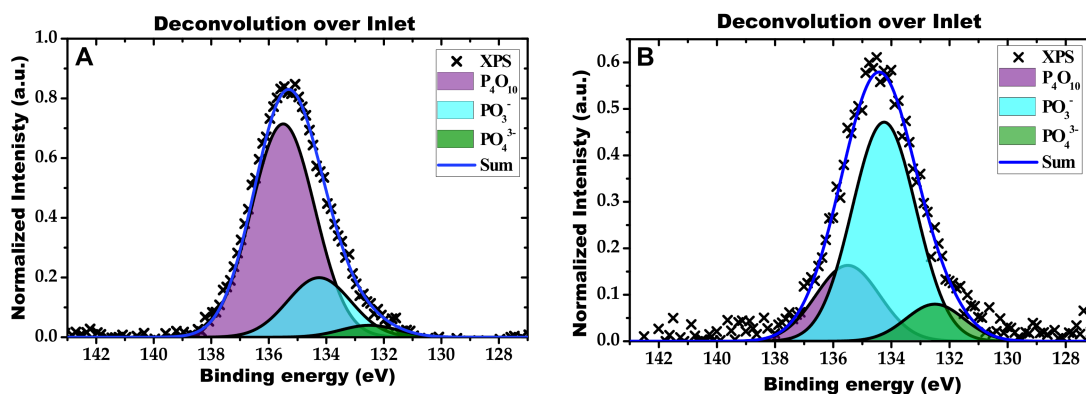 Deconvolution over Inlet
A
XPS
P₄O₁₀
PO₃⁻
PO₄³⁻
Sum
1.0
0.8
0.6
0.4
0.2
0.0
Normalized Intenisty (a.u.)
142 140 138 136 134 132 130 128
Binding energy (eV)
Deconvolution over Inlet
B
XPS
P₄O₁₀
PO₃⁻
PO₄³⁻
Sum
0.6
0.5
0.4
0.3
0.2
0.1
0.0
Normalized Intenisty (a.u.)
142 140 138 136 134 132 130 128
Binding energy (eV)